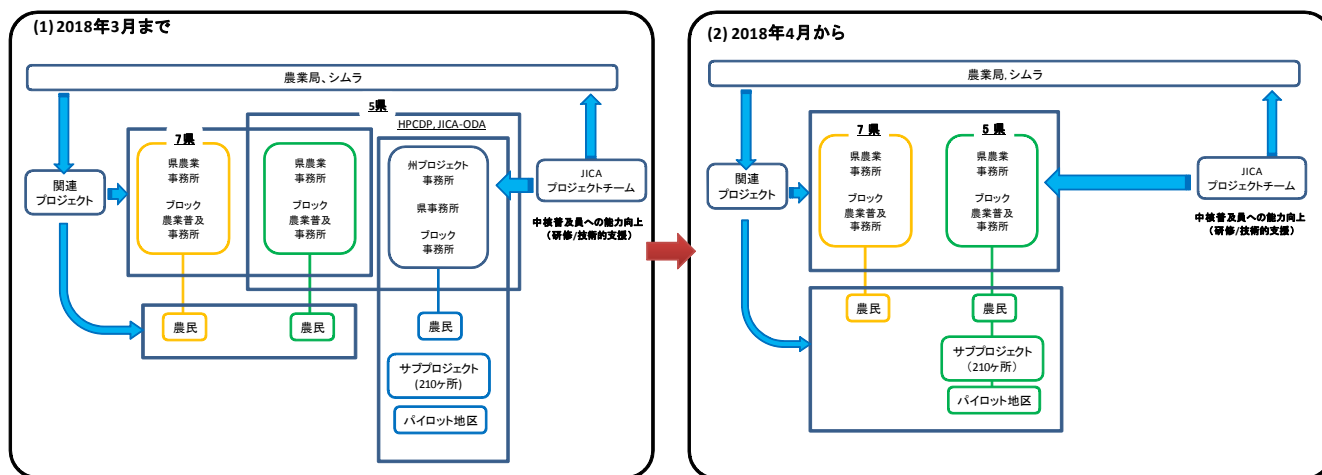 (1) 2018年3月まで
農業局、シムラ
5県
HPCDP, JICA-ODA
7県
県農業
事務所
ブロック
農業普及
事務所
県農業
事務所
ブロック
農業普及
事務所
州プロジェクト
事務所
県事務所
ブロック
事務所
関連
プロジェクト
JICA
プロジェクトチーム
中核普及員への能力向上
(研修/技術的支援)
農民
農民
農民
サブプロジェクト
(210ヶ所)
パイロット地区
(2) 2018年4月から
農業局、シムラ
7 県
5 県
県農業
事務所
ブロック
農業普及
事務所
県農業
事務所
ブロック
農業普及
事務所
関連
プロジェクト
JICA
プロジェクトチーム
中核普及員への能力向上
(研修/技術的支援)
農民
農民
サブプロジェクト
(210ヶ所)
パイロット地区